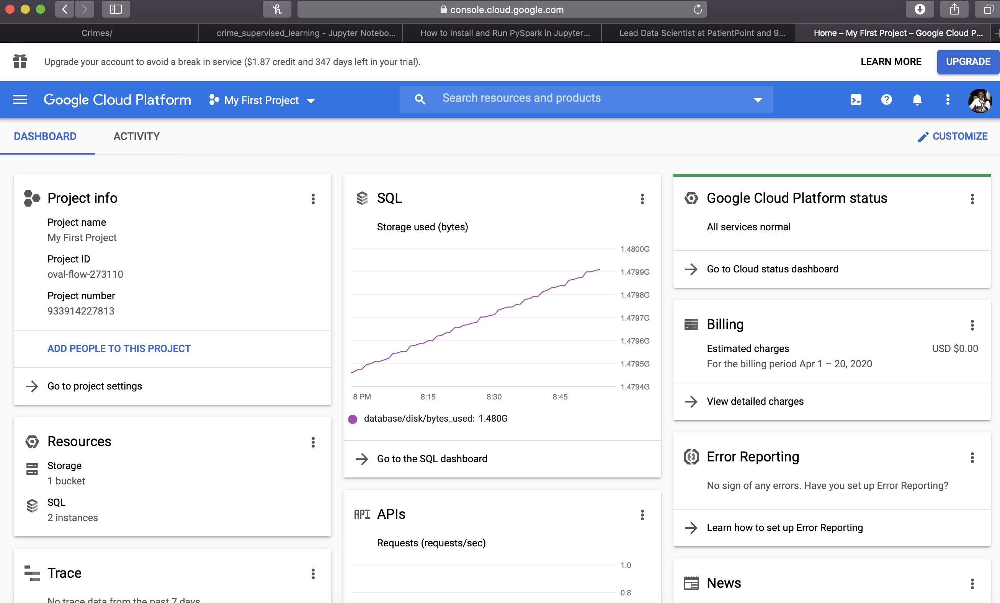 console.cloud.google.com
Crimes/
crime_supervised_learning - Jupyter Notebo...
How to Install and Run PySpark in Jupyter...
Lead Data Scientist at PatientPoint and 9...
Home – My First Project – Google Cloud P...
Upgrade your account to avoid a break in service ($1.87 credit and 347 days left in your trial).
LEARN MORE
UPGRADE
Google Cloud Platform
My First Project
Search resources and products
DASHBOARD
ACTIVITY
CUSTOMIZE
Project info
Project name
My First Project
Project ID
oval-flow-273110
Project number
933914227813
ADD PEOPLE TO THIS PROJECT
Go to project settings
Resources
Storage
1 bucket
SQL
2 instances
Trace
No trace data from the past 7 days
SQL
Storage used (bytes)
1.4800G
1.4799G
1.4798G
1.4797G
1.4796G
1.4795G
1.4794G
8 PM
8:15
8:30
8:45
database/disk/bytes_used: 1.480G
Go to the SQL dashboard
API APIs
Requests (requests/sec)
1.0
0.8
Google Cloud Platform status
All services normal
Go to Cloud status dashboard
Billing
Estimated charges
USD $0.00
For the billing period Apr 1 – 20, 2020
View detailed charges
Error Reporting
No sign of any errors. Have you set up Error Reporting?
Learn how to set up Error Reporting
News